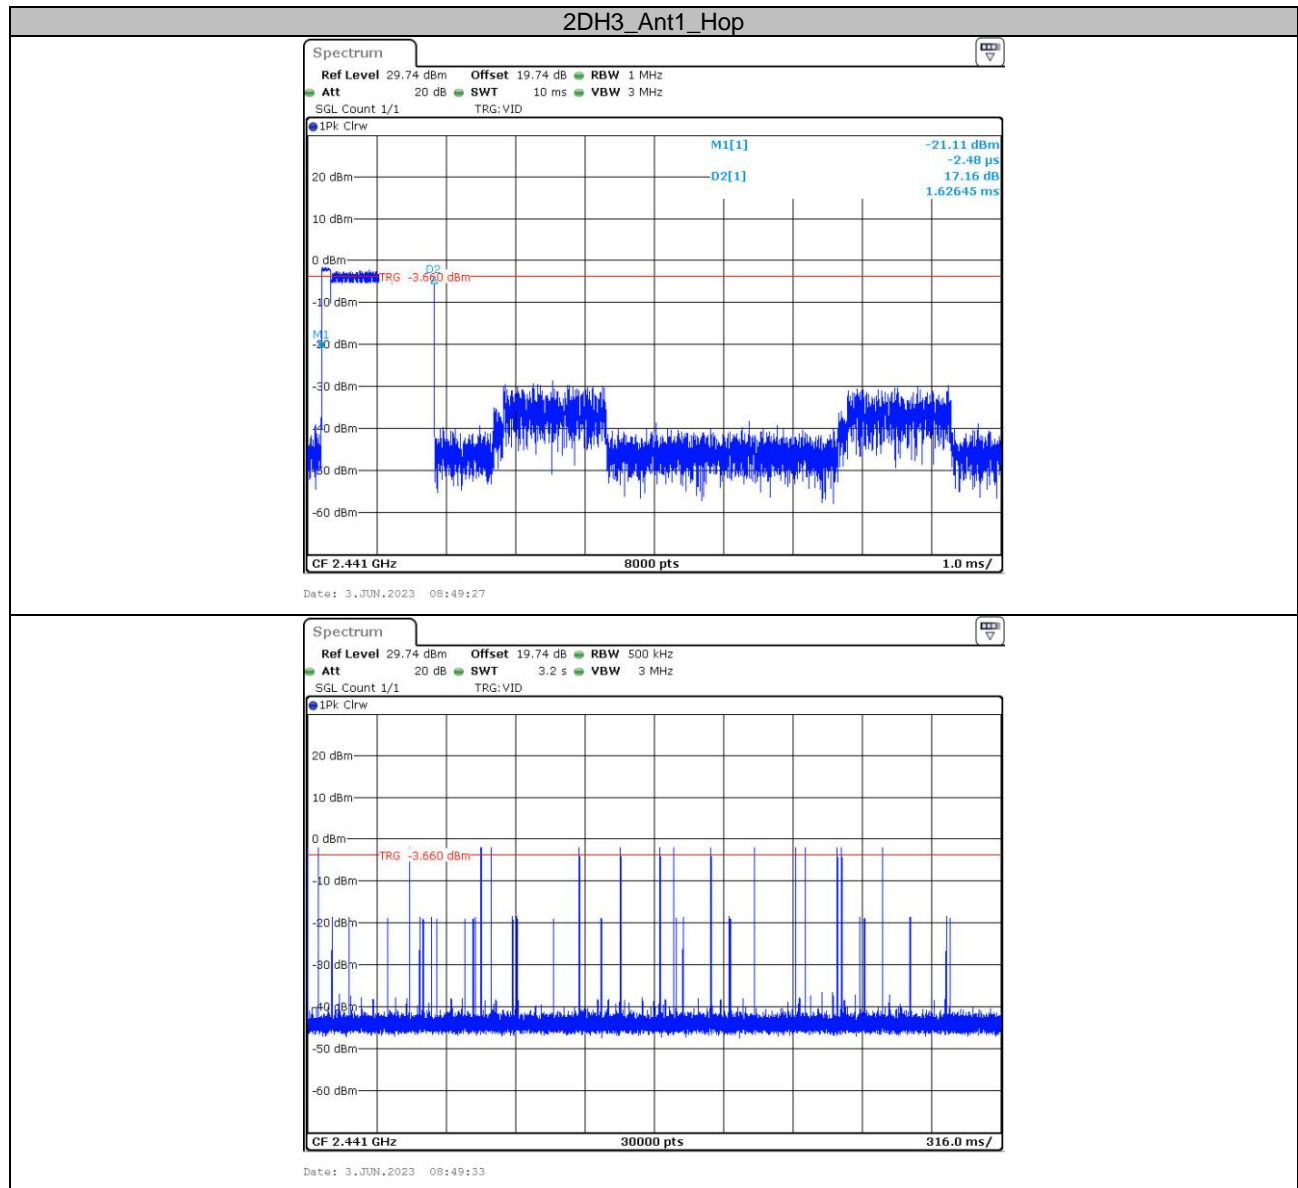 2DH3_Ant1_Hop
Spectrum
Ref Level 29.74 dBm Offset 19.74 dB RBW 1 MHz
Att 20 dB SWT 10 ms VBW 3 MHz
SGL Count 1/1 TRG:VID
1Pk Clrw
M1[1] -21.11 dBm
-2.48 µs
20 dBm D2[1] 17.16 dB
1.62645 ms
10 dBm
0 dBm
D2
TRG -3.660 dBm
-10 dBm
M1
-20 dBm
-30 dBm
-40 dBm
-50 dBm
-60 dBm
CF 2.441 GHz 8000 pts 1.0 ms/
Date: 3.JUN.2023 08:49:27
Spectrum
Ref Level 29.74 dBm Offset 19.74 dB RBW 500 kHz
Att 20 dB SWT 3.2 s VBW 3 MHz
SGL Count 1/1 TRG:VID
1Pk Clrw
20 dBm
10 dBm
0 dBm
TRG -3.660 dBm
-10 dBm
-20 dBm
-30 dBm
-40 dBm
-50 dBm
-60 dBm
CF 2.441 GHz 30000 pts 316.0 ms/
Date: 3.JUN.2023 08:49:33